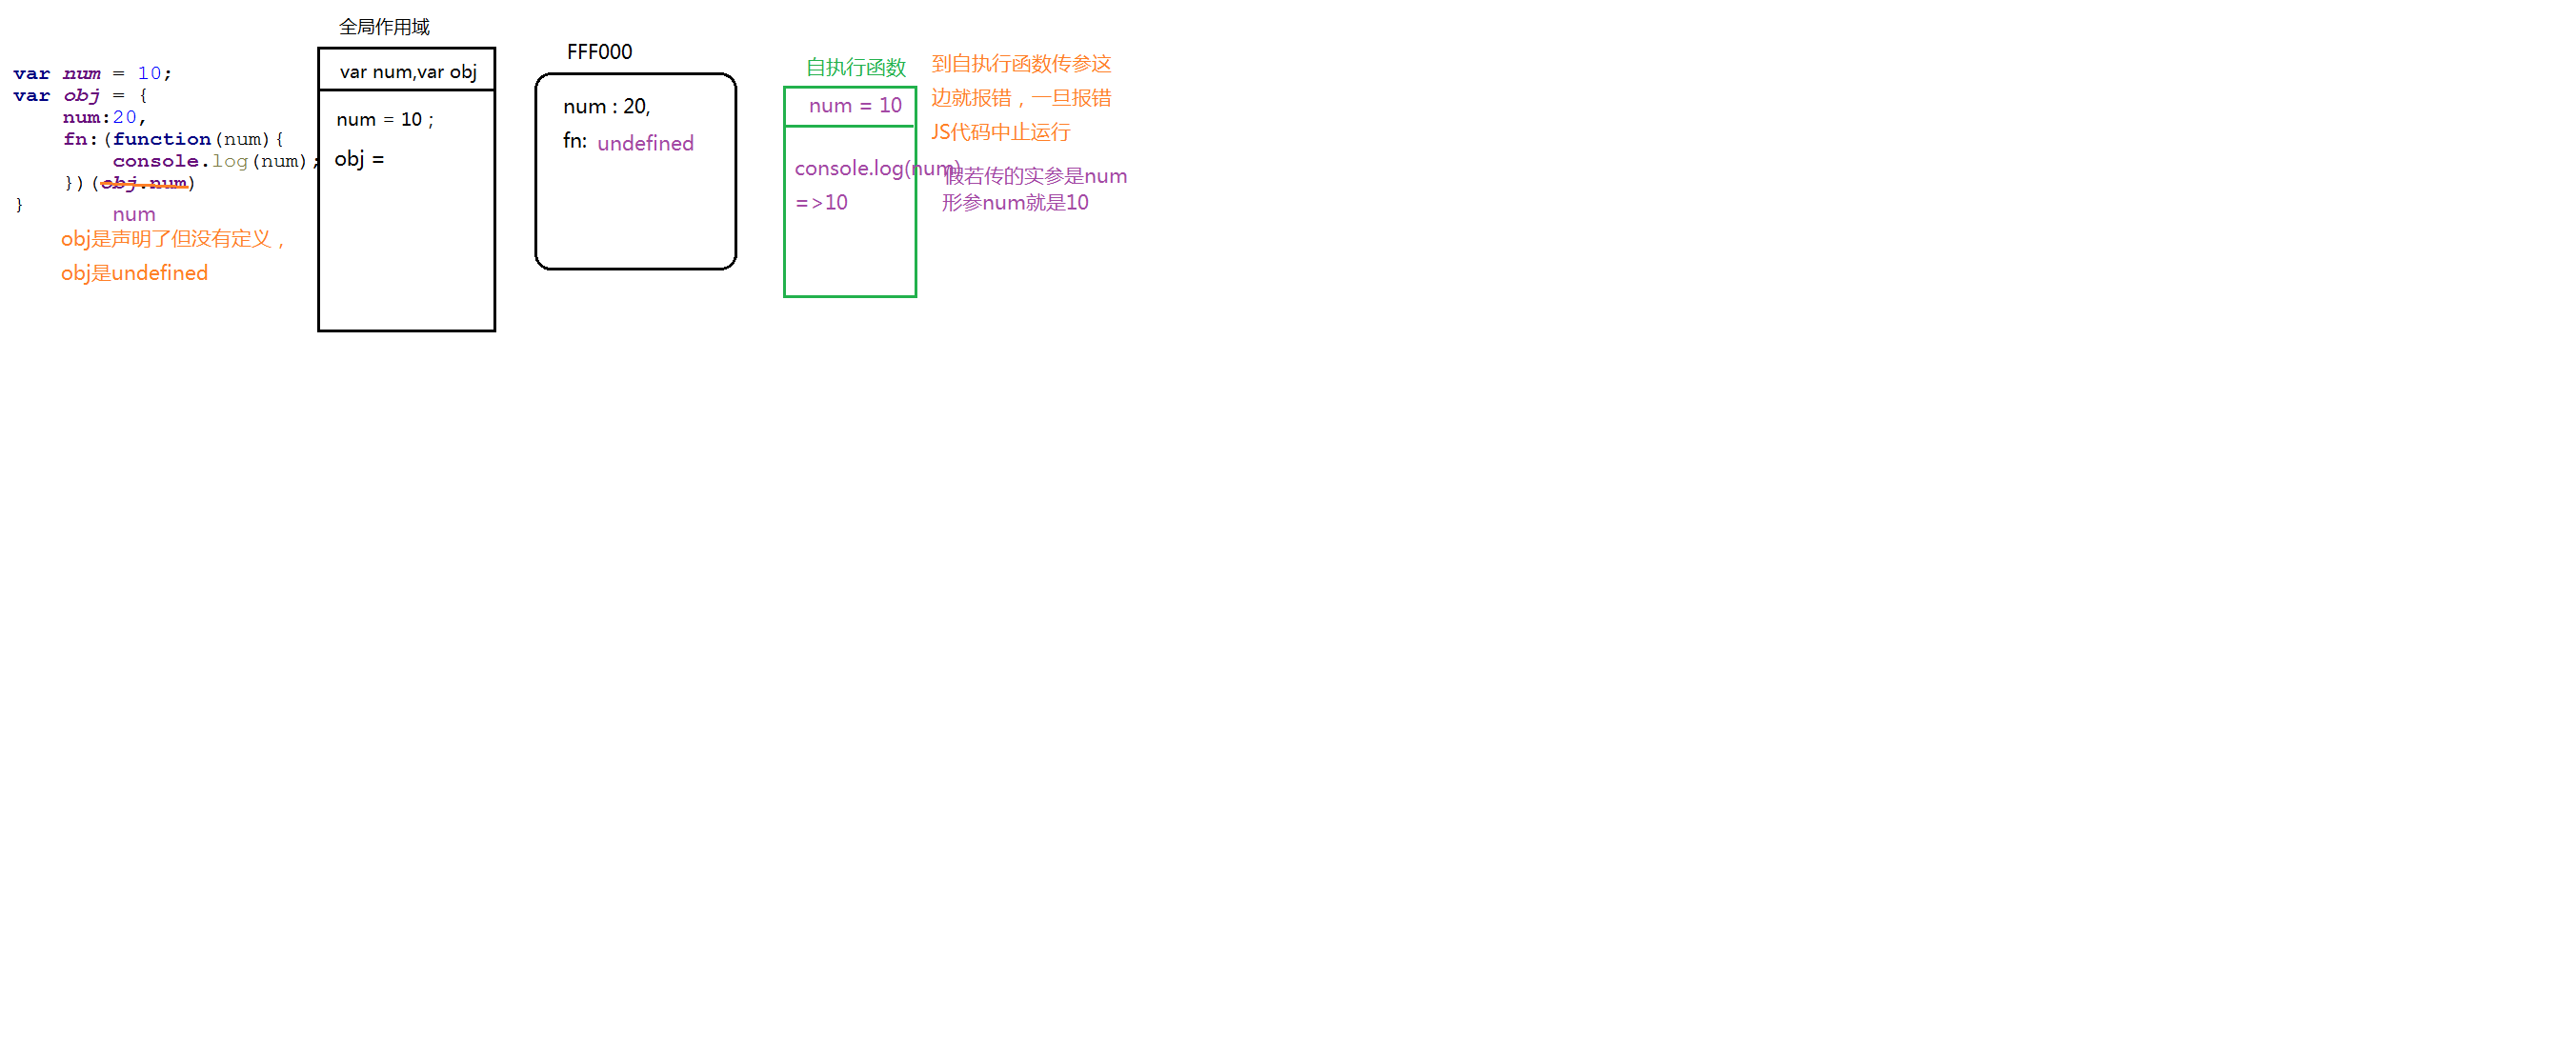 var num = 10;
var obj = {
num:20,
fn:(function(num){
console.log(num);
})(obj.num)
}
num
obj是声明了但没有定义，
obj是undefined
全局作用域
var num,var obj
num = 10 ;
obj =
FFF000
num : 20,
fn: undefined
自执行函数
num = 10
console.log(num)
=>10
到自执行函数传参这
边就报错，一旦报错
JS代码中止运行
假若传的实参是num
形参num就是10